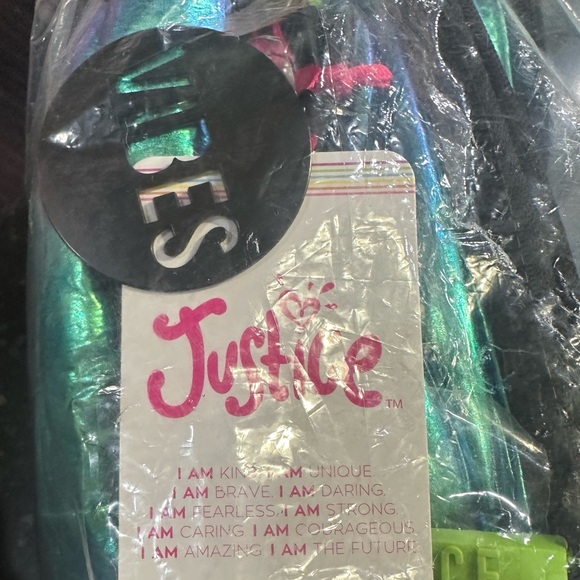 VIBES
Justice
TM
I AM KIND. I AM UNIQUE.
I AM BRAVE. I AM DARING.
I AM FEARLESS. I AM STRONG.
I AM CARING. I AM COURAGEOUS.
I AM AMAZING. I AM THE FUTURE.